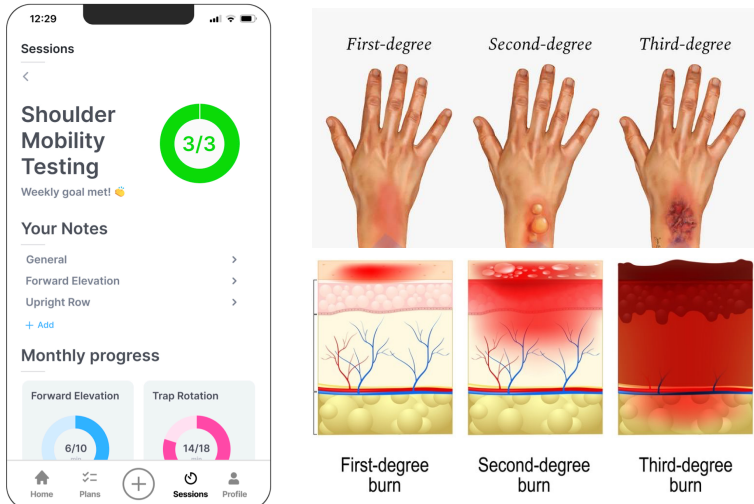 12:29
Sessions
Shoulder
Mobility
Testing
3/3
Weekly goal met! 👏
Your Notes
General
Forward Elevation
Upright Row
+ Add
Monthly progress
Forward Elevation
6/10
Trap Rotation
14/18
Home
Plans
Sessions
Profile
First-degree
Second-degree
Third-degree
First-degree
burn
Second-degree
burn
Third-degree
burn